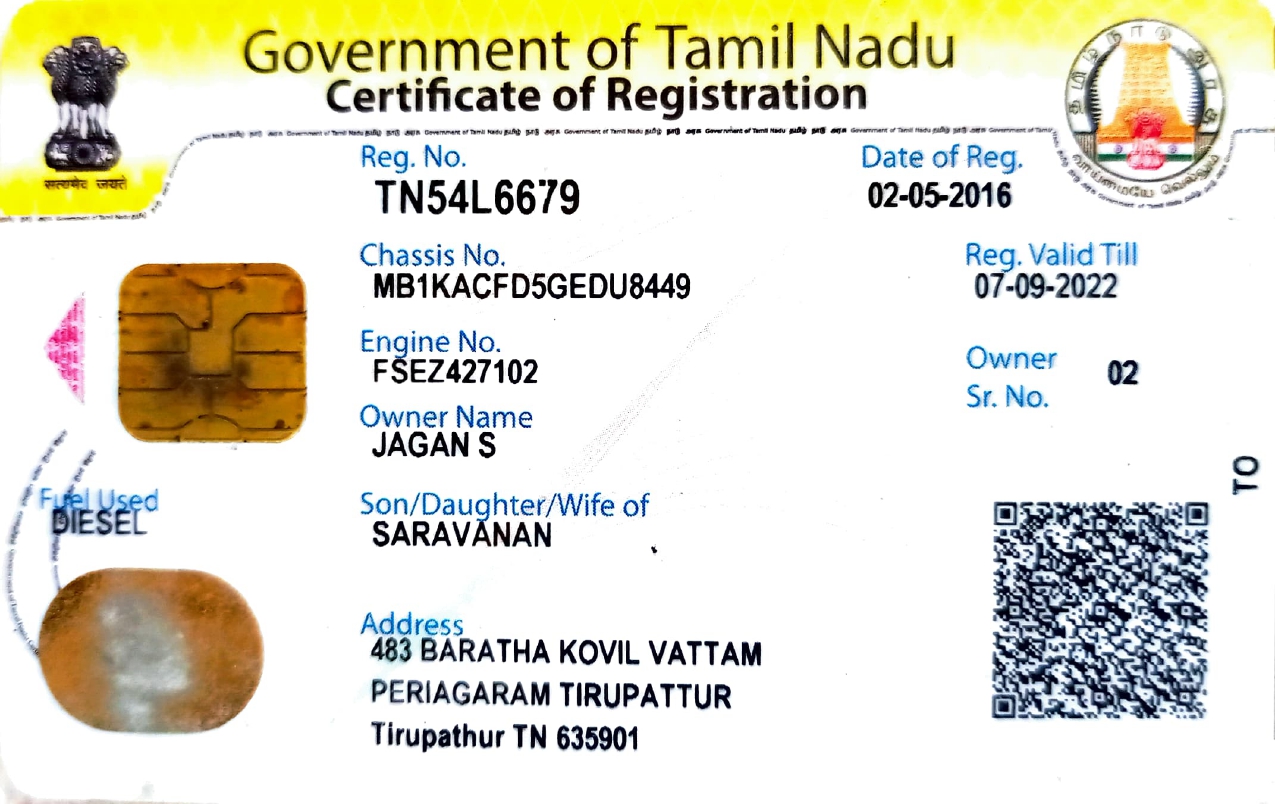 Government of Tamil Nadu
Certificate of Registration
सत्यमेव जयते
தமிழ்நாடு அரசு
வாய்மையே வெல்லும்
Reg. No.
TN54L6679
Date of Reg.
02-05-2016
Chassis No.
MB1KACFD5GEDU8449
Reg. Valid Till
07-09-2022
Engine No.
FSEZ427102
Owner
Sr. No.
02
Owner Name
JAGAN S
TO
Fuel Used
DIESEL
Son/Daughter/Wife of
SARAVANAN
Address
483 BARATHA KOVIL VATTAM
PERIAGARAM TIRUPATTUR
Tirupathur TN 635901